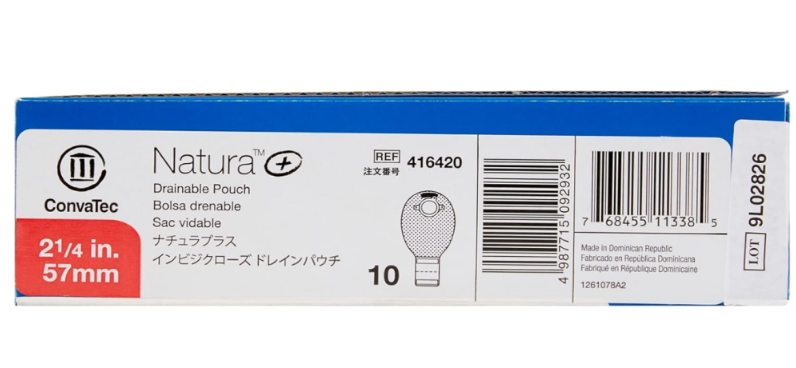 ConvaTec
2 1/4 in.
57mm
Natura™ +
Drainable Pouch
Bolsa drenable
Sac vidable
ナチュラプラス
インビジクローズ ドレインパウチ
REF 416420
注文番号
10
4 987715 092932
7 68455 11338 5
Made in Dominican Republic
Fabricado en República Dominicana
Fabriqué en République Dominicaine
1261078A2
LOT 9L02826